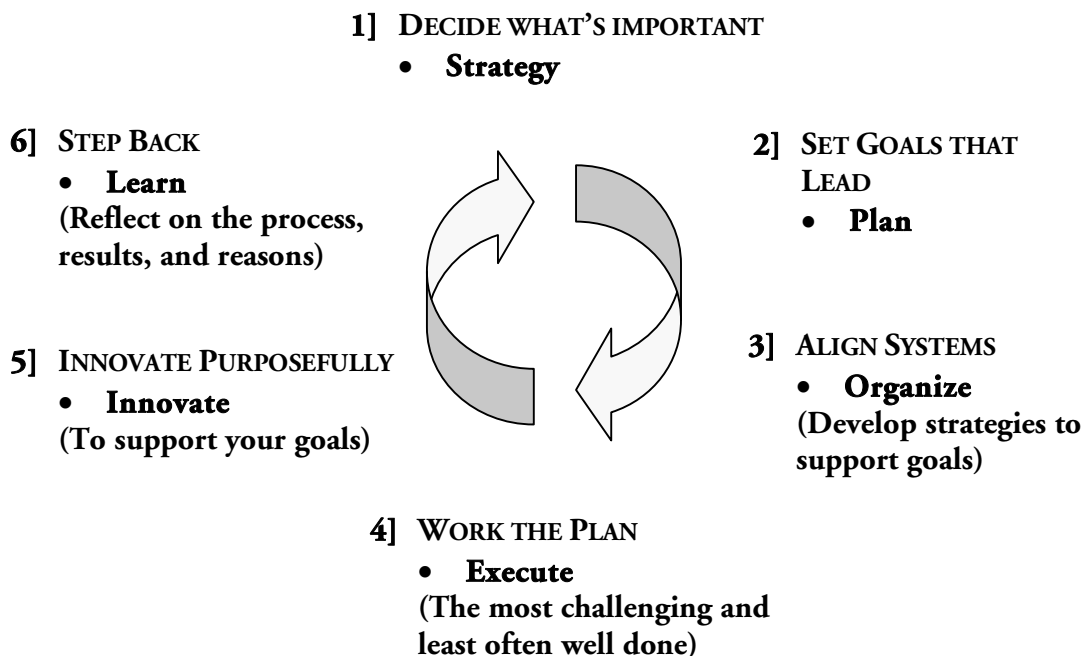 1] DECIDE WHAT'S IMPORTANT
• Strategy
2] SET GOALS THAT
LEAD
• Plan
3] ALIGN SYSTEMS
• Organize
(Develop strategies to
support goals)
4] WORK THE PLAN
• Execute
(The most challenging and
least often well done)
5] INNOVATE PURPOSEFULLY
• Innovate
(To support your goals)
6] STEP BACK
• Learn
(Reflect on the process,
results, and reasons)